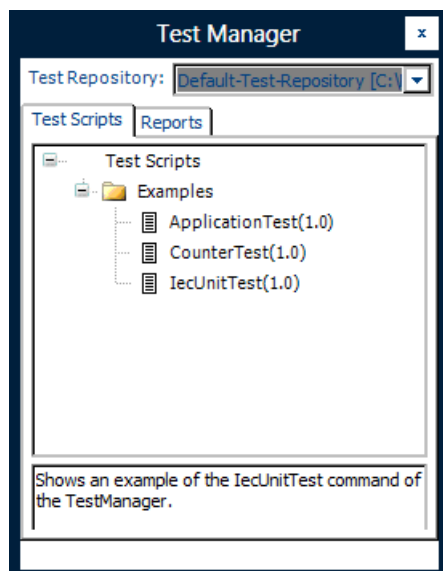 Test Manager
x
Test Repository: Default-Test-Repository [C:\
Test Scripts Reports
Test Scripts
Examples
ApplicationTest(1.0)
CounterTest(1.0)
IecUnitTest(1.0)
Shows an example of the IecUnitTest command of
the TestManager.